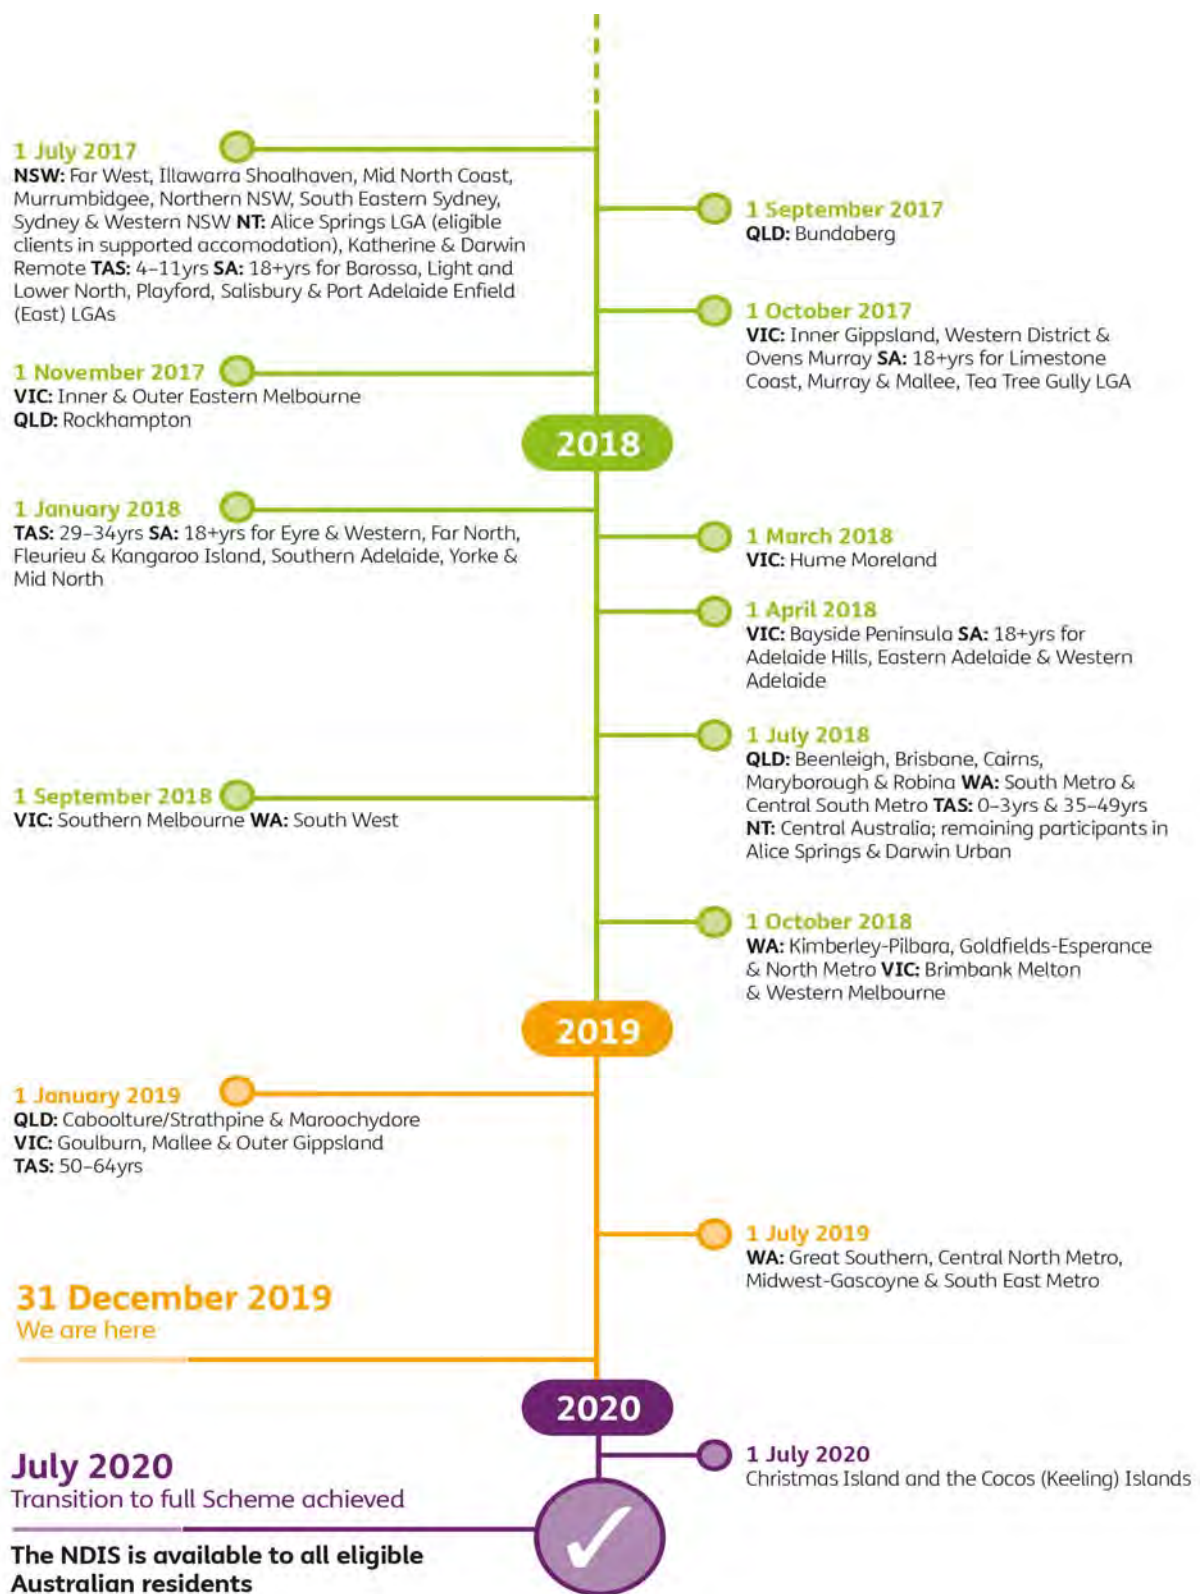 1 July 2017
NSW: Far West, Illawarra Shoalhaven, Mid North Coast,
Murrumbidgee, Northern NSW, South Eastern Sydney,
Sydney & Western NSW NT: Alice Springs LGA (eligible
clients in supported accomodation), Katherine & Darwin
Remote TAS: 4–11yrs SA: 18+yrs for Barossa, Light and
Lower North, Playford, Salisbury & Port Adelaide Enfield
(East) LGAs
1 September 2017
QLD: Bundaberg
1 October 2017
VIC: Inner Gippsland, Western District &
Ovens Murray SA: 18+yrs for Limestone
Coast, Murray & Mallee, Tea Tree Gully LGA
1 November 2017
VIC: Inner & Outer Eastern Melbourne
QLD: Rockhampton
2018
1 January 2018
TAS: 29–34yrs SA: 18+yrs for Eyre & Western, Far North,
Fleurieu & Kangaroo Island, Southern Adelaide, Yorke &
Mid North
1 March 2018
VIC: Hume Moreland
1 April 2018
VIC: Bayside Peninsula SA: 18+yrs for
Adelaide Hills, Eastern Adelaide & Western
Adelaide
1 July 2018
QLD: Beenleigh, Brisbane, Cairns,
Maryborough & Robina WA: South Metro &
Central South Metro TAS: 0–3yrs & 35–49yrs
NT: Central Australia; remaining participants in
Alice Springs & Darwin Urban
1 September 2018
VIC: Southern Melbourne WA: South West
1 October 2018
WA: Kimberley-Pilbara, Goldfields-Esperance
& North Metro VIC: Brimbank Melton
& Western Melbourne
2019
1 January 2019
QLD: Caboolture/Strathpine & Maroochydore
VIC: Goulburn, Mallee & Outer Gippsland
TAS: 50–64yrs
1 July 2019
WA: Great Southern, Central North Metro,
Midwest-Gascoyne & South East Metro
31 December 2019
We are here
2020
1 July 2020
Christmas Island and the Cocos (Keeling) Islands
July 2020
Transition to full Scheme achieved
The NDIS is available to all eligible
Australian residents